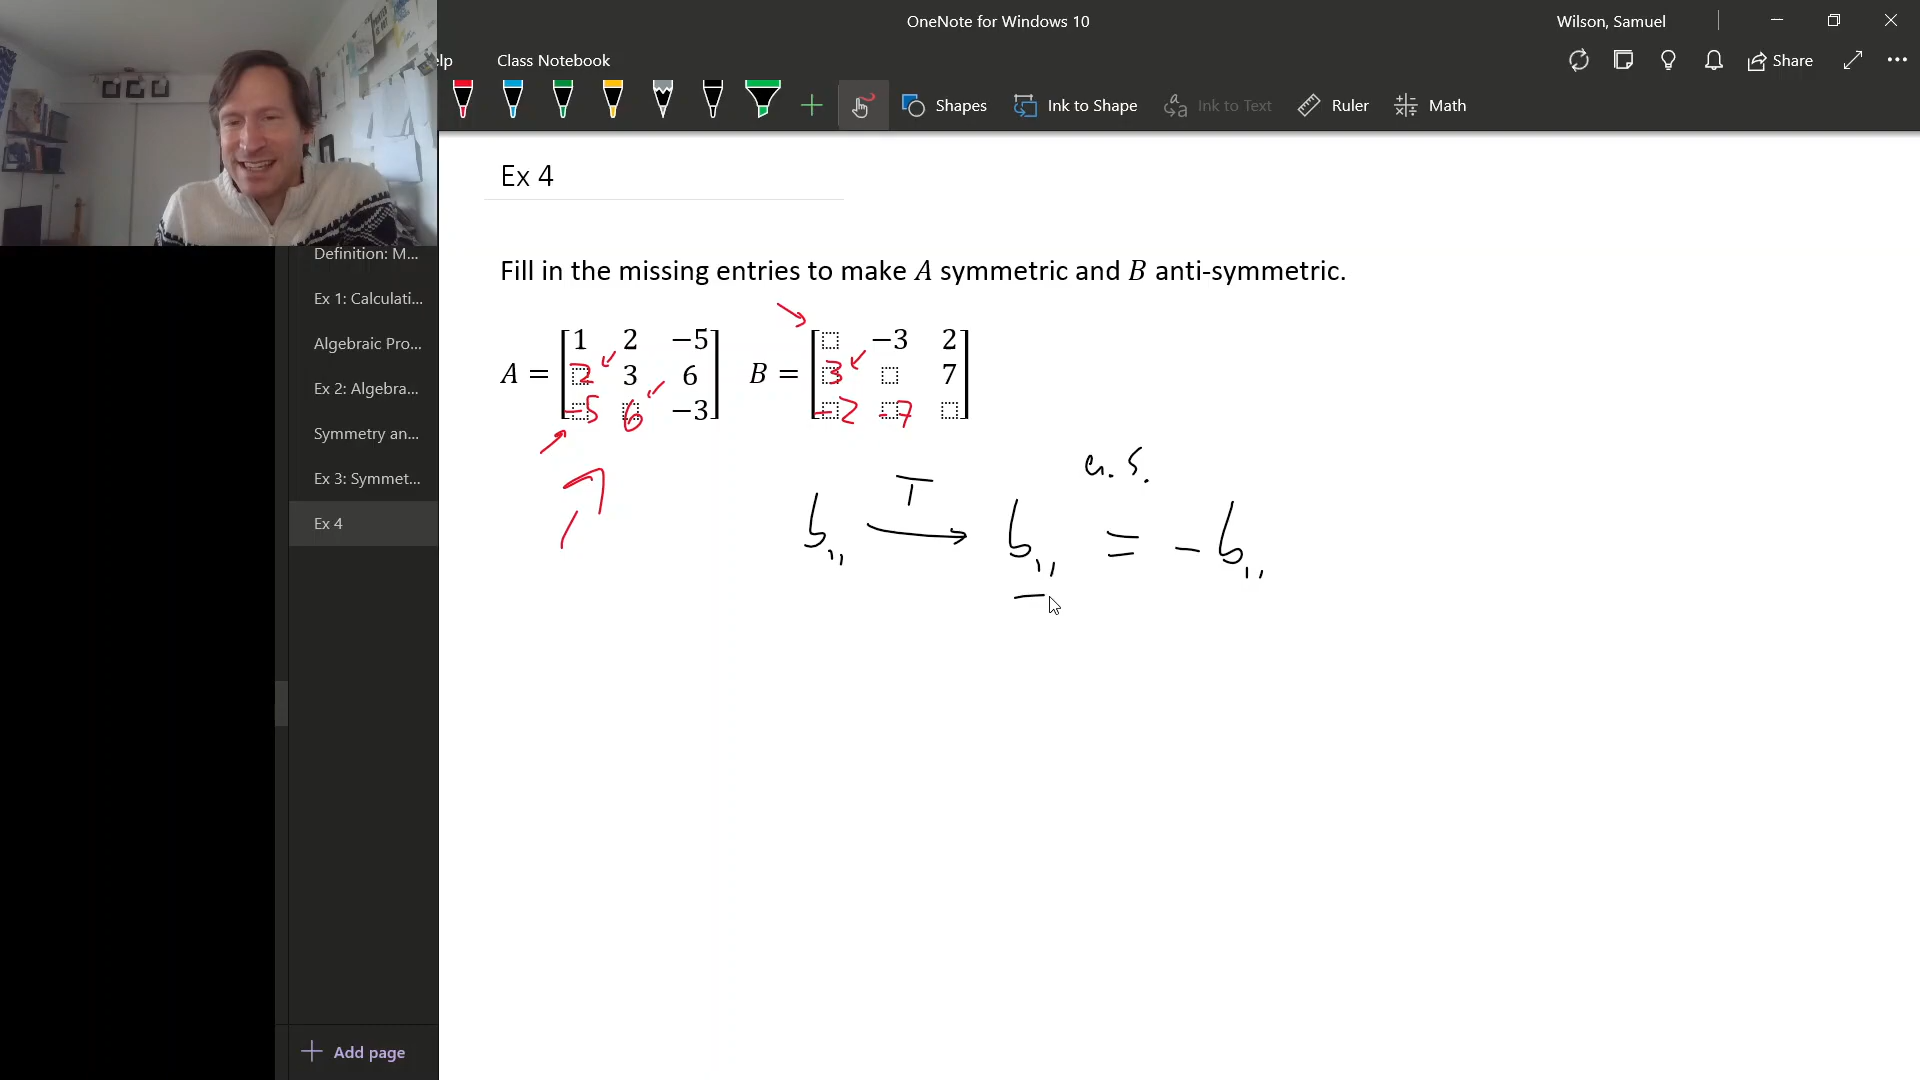 OneNote for Windows 10
Wilson, Samuel
elp
Class Notebook
Share
Shapes
Ink to Shape
Ink to Text
Ruler
Math
Definition: M...
Ex 1: Calculati...
Algebraic Pro...
Ex 2: Algebra...
Symmetry an...
Ex 3: Symmet...
Ex 4
Add page
Ex 4
Fill in the missing entries to make A symmetric and B anti-symmetric.
A = [1 2 −5
2 3 6
-5 6 −3]
B = [ −3 2
3 7
-2 -7 ]
a.s.
T
b₁₁ → b₁₁ = - b₁₁